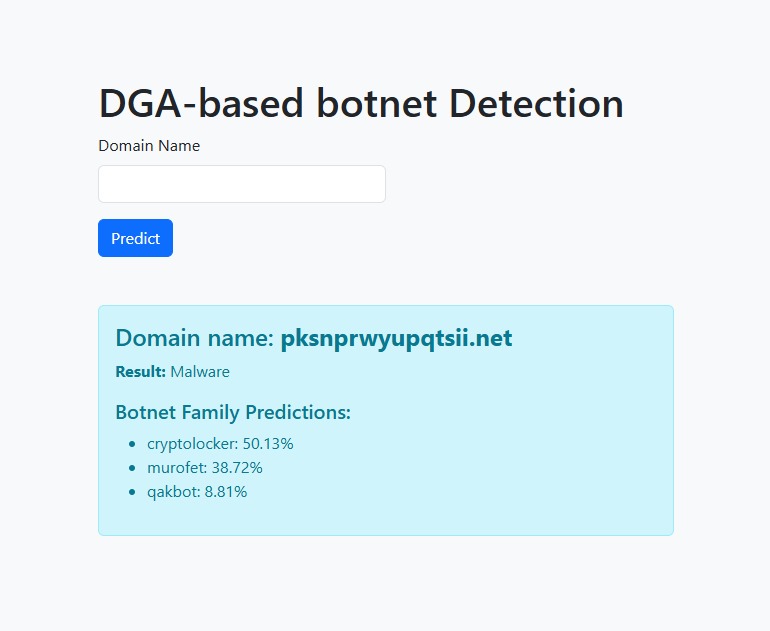 DGA-based botnet Detection
Domain Name
Predict
Domain name: pksnprwyupqtsii.net
Result: Malware
Botnet Family Predictions:
cryptolocker: 50.13%
murofet: 38.72%
qakbot: 8.81%